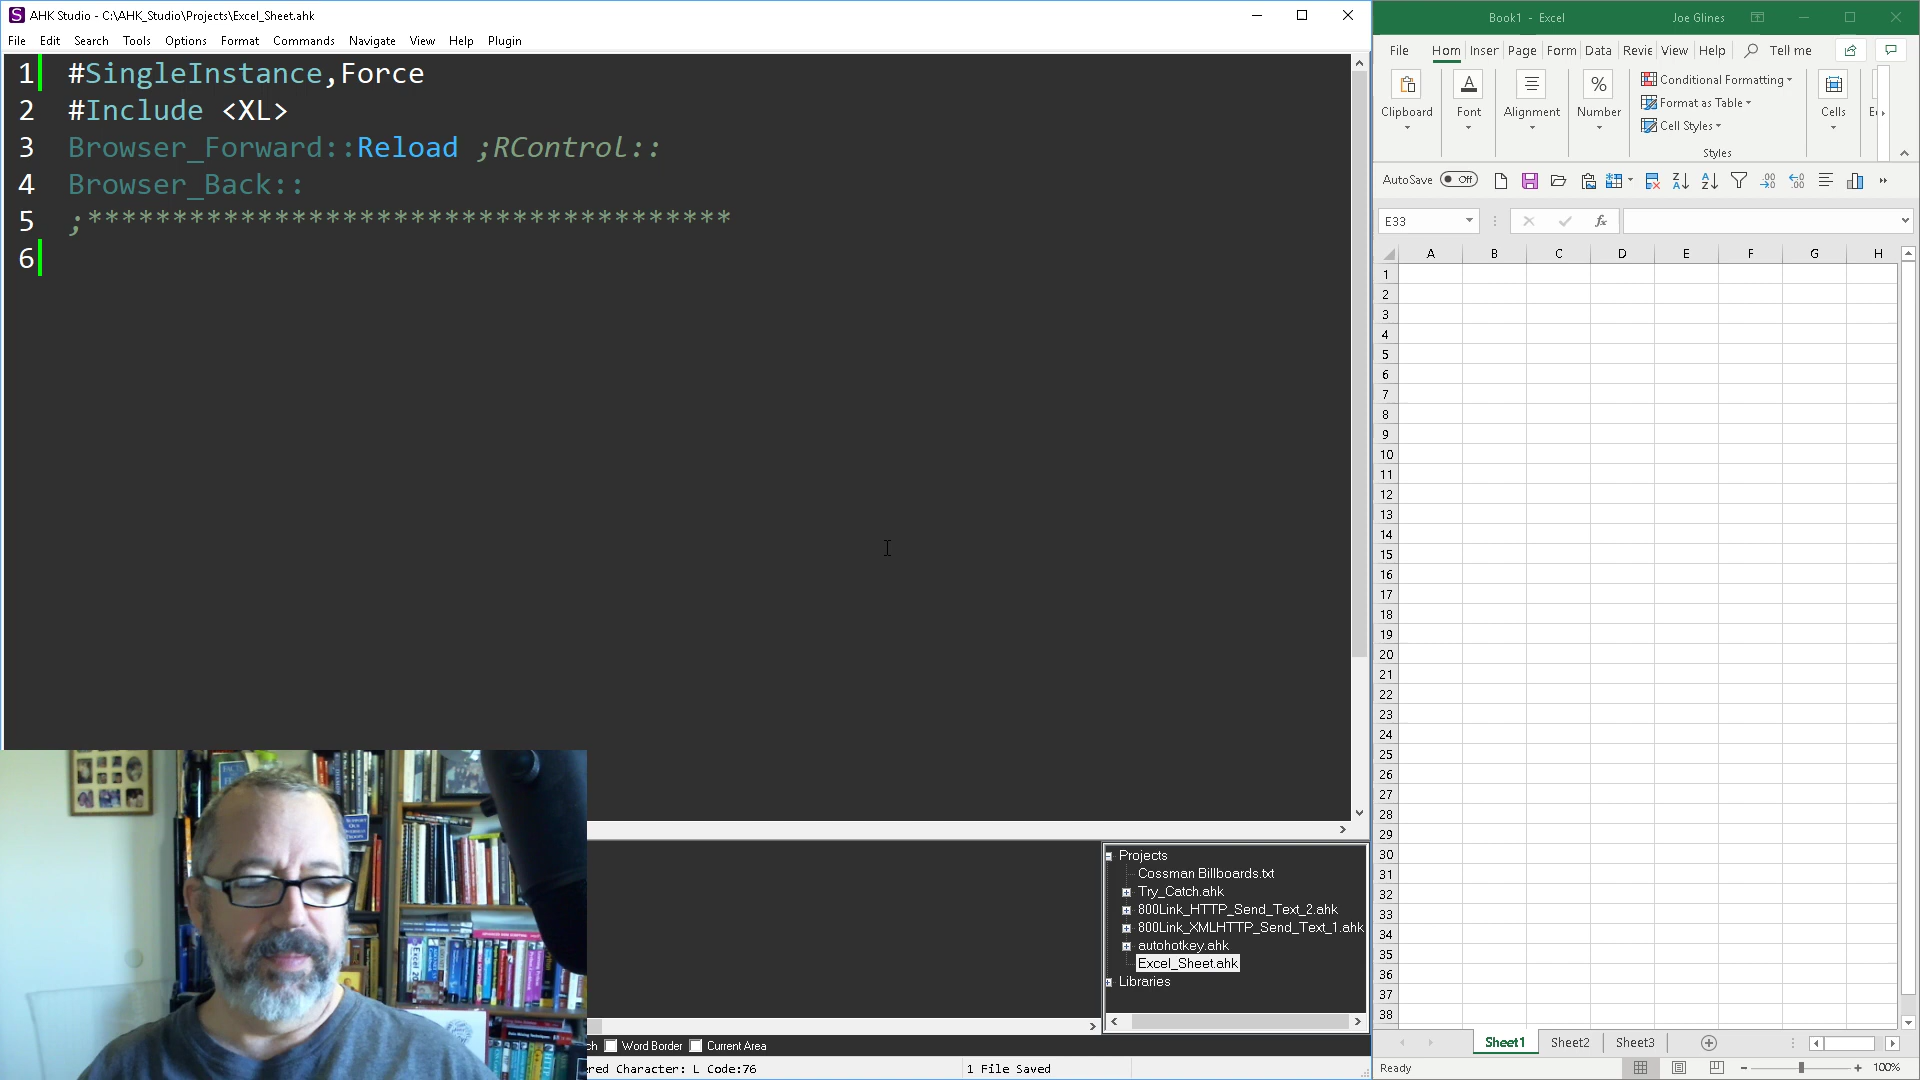 AHK Studio - C:\AHK_Studio\Projects\Excel_Sheet.ahk
File Edit Search Tools Options Format Commands Navigate View Help Plugin
1 #SingleInstance,Force
2 #Include <XL>
3 Browser_Forward::Reload ;RControl::
4 Browser_Back::
5 ;**************************************
6
Projects
Cossman Billboards.txt
Try_Catch.ahk
800Link_HTTP_Send_Text_2.ahk
800Link_XMLHTTP_Send_Text_1.ahk
autohotkey.ahk
Excel_Sheet.ahk
Libraries
ch Word Border Current Area
red Character: L Code:76 1 File Saved
Book1 - Excel Joe Glines
File Hom Inser Page Form Data Revie View Help Tell me
Clipboard Font Alignment Number
Conditional Formatting
Format as Table
Cell Styles
Styles
Cells
AutoSave Off
E33 fx
A B C D E F G H
1
2
3
4
5
6
7
8
9
10
11
12
13
14
15
16
17
18
19
20
21
22
23
24
25
26
27
28
29
30
31
32
33
34
35
36
37
38
Sheet1 Sheet2 Sheet3
Ready 100%